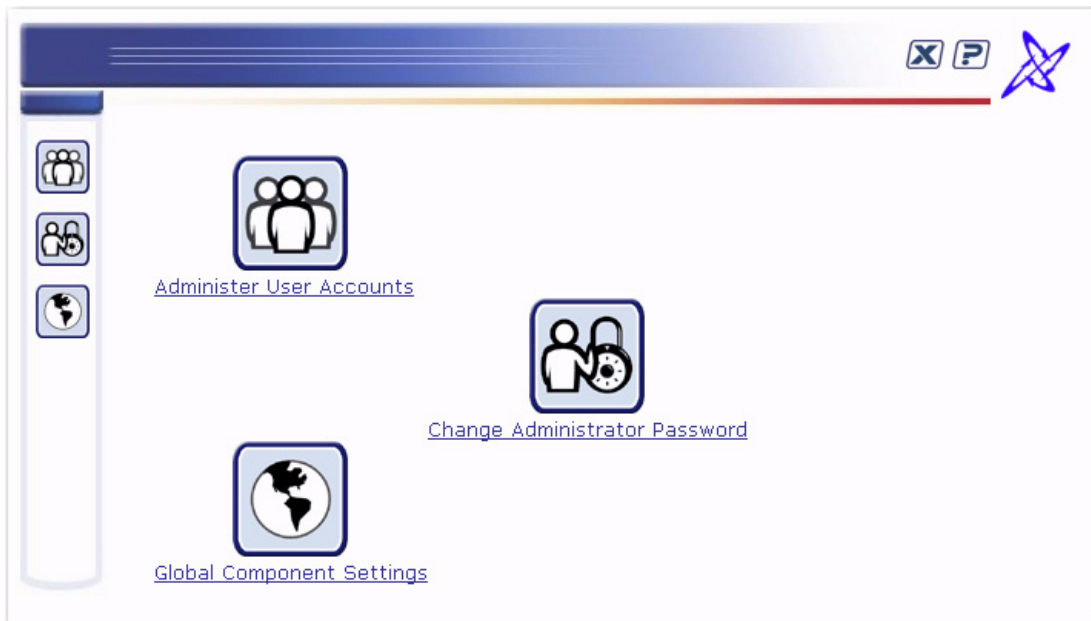 Administer User Accounts
Change Administrator Password
Global Component Settings